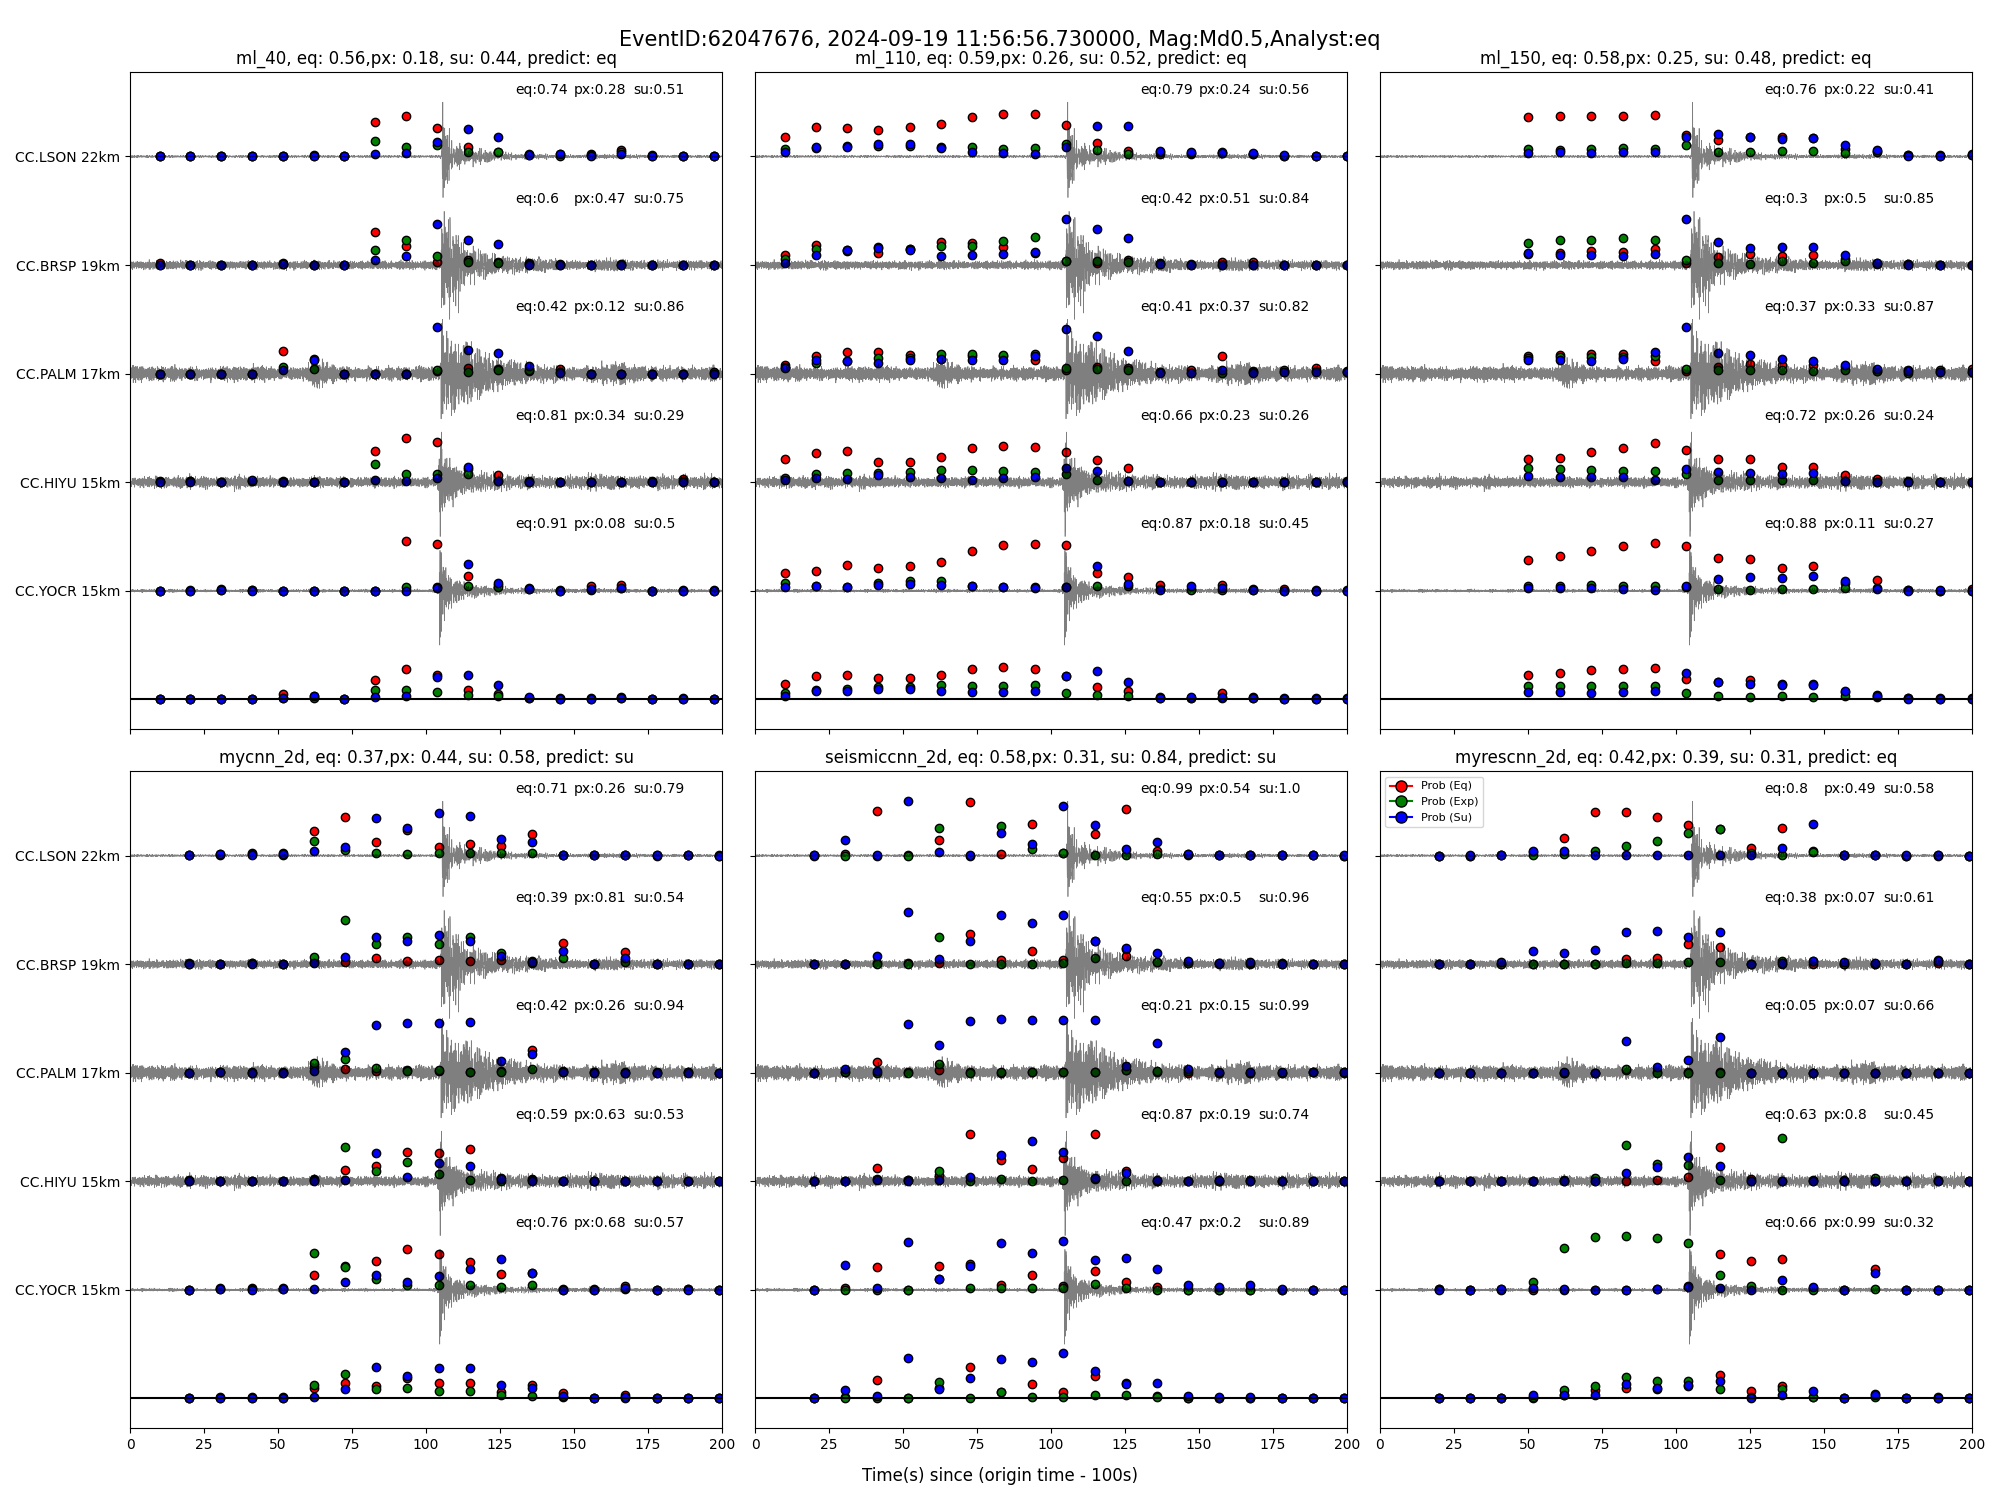 EventID:62047676, 2024-09-19 11:56:56.730000, Mag:Md0.5,Analyst:eq
ml_40, eq: 0.56,px: 0.18, su: 0.44, predict: eq
eq:0.74 px:0.28 su:0.51
CC.LSON 22km
eq:0.6 px:0.47 su:0.75
CC.BRSP 19km
eq:0.42 px:0.12 su:0.86
CC.PALM 17km
eq:0.81 px:0.34 su:0.29
CC.HIYU 15km
eq:0.91 px:0.08 su:0.5
CC.YOCR 15km
ml_110, eq: 0.59,px: 0.26, su: 0.52, predict: eq
eq:0.79 px:0.24 su:0.56
eq:0.42 px:0.51 su:0.84
eq:0.41 px:0.37 su:0.82
eq:0.66 px:0.23 su:0.26
eq:0.87 px:0.18 su:0.45
ml_150, eq: 0.58,px: 0.25, su: 0.48, predict: eq
eq:0.76 px:0.22 su:0.41
eq:0.3 px:0.5 su:0.85
eq:0.37 px:0.33 su:0.87
eq:0.72 px:0.26 su:0.24
eq:0.88 px:0.11 su:0.27
mycnn_2d, eq: 0.37,px: 0.44, su: 0.58, predict: su
eq:0.71 px:0.26 su:0.79
CC.LSON 22km
eq:0.39 px:0.81 su:0.54
CC.BRSP 19km
eq:0.42 px:0.26 su:0.94
CC.PALM 17km
eq:0.59 px:0.63 su:0.53
CC.HIYU 15km
eq:0.76 px:0.68 su:0.57
CC.YOCR 15km
0 25 50 75 100 125 150 175 200
seismiccnn_2d, eq: 0.58,px: 0.31, su: 0.84, predict: su
eq:0.99 px:0.54 su:1.0
eq:0.55 px:0.5 su:0.96
eq:0.21 px:0.15 su:0.99
eq:0.87 px:0.19 su:0.74
eq:0.47 px:0.2 su:0.89
0 25 50 75 100 125 150 175 200
myrescnn_2d, eq: 0.42,px: 0.39, su: 0.31, predict: eq
Prob (Eq)
Prob (Exp)
Prob (Su)
eq:0.8 px:0.49 su:0.58
eq:0.38 px:0.07 su:0.61
eq:0.05 px:0.07 su:0.66
eq:0.63 px:0.8 su:0.45
eq:0.66 px:0.99 su:0.32
0 25 50 75 100 125 150 175 200
Time(s) since (origin time - 100s)